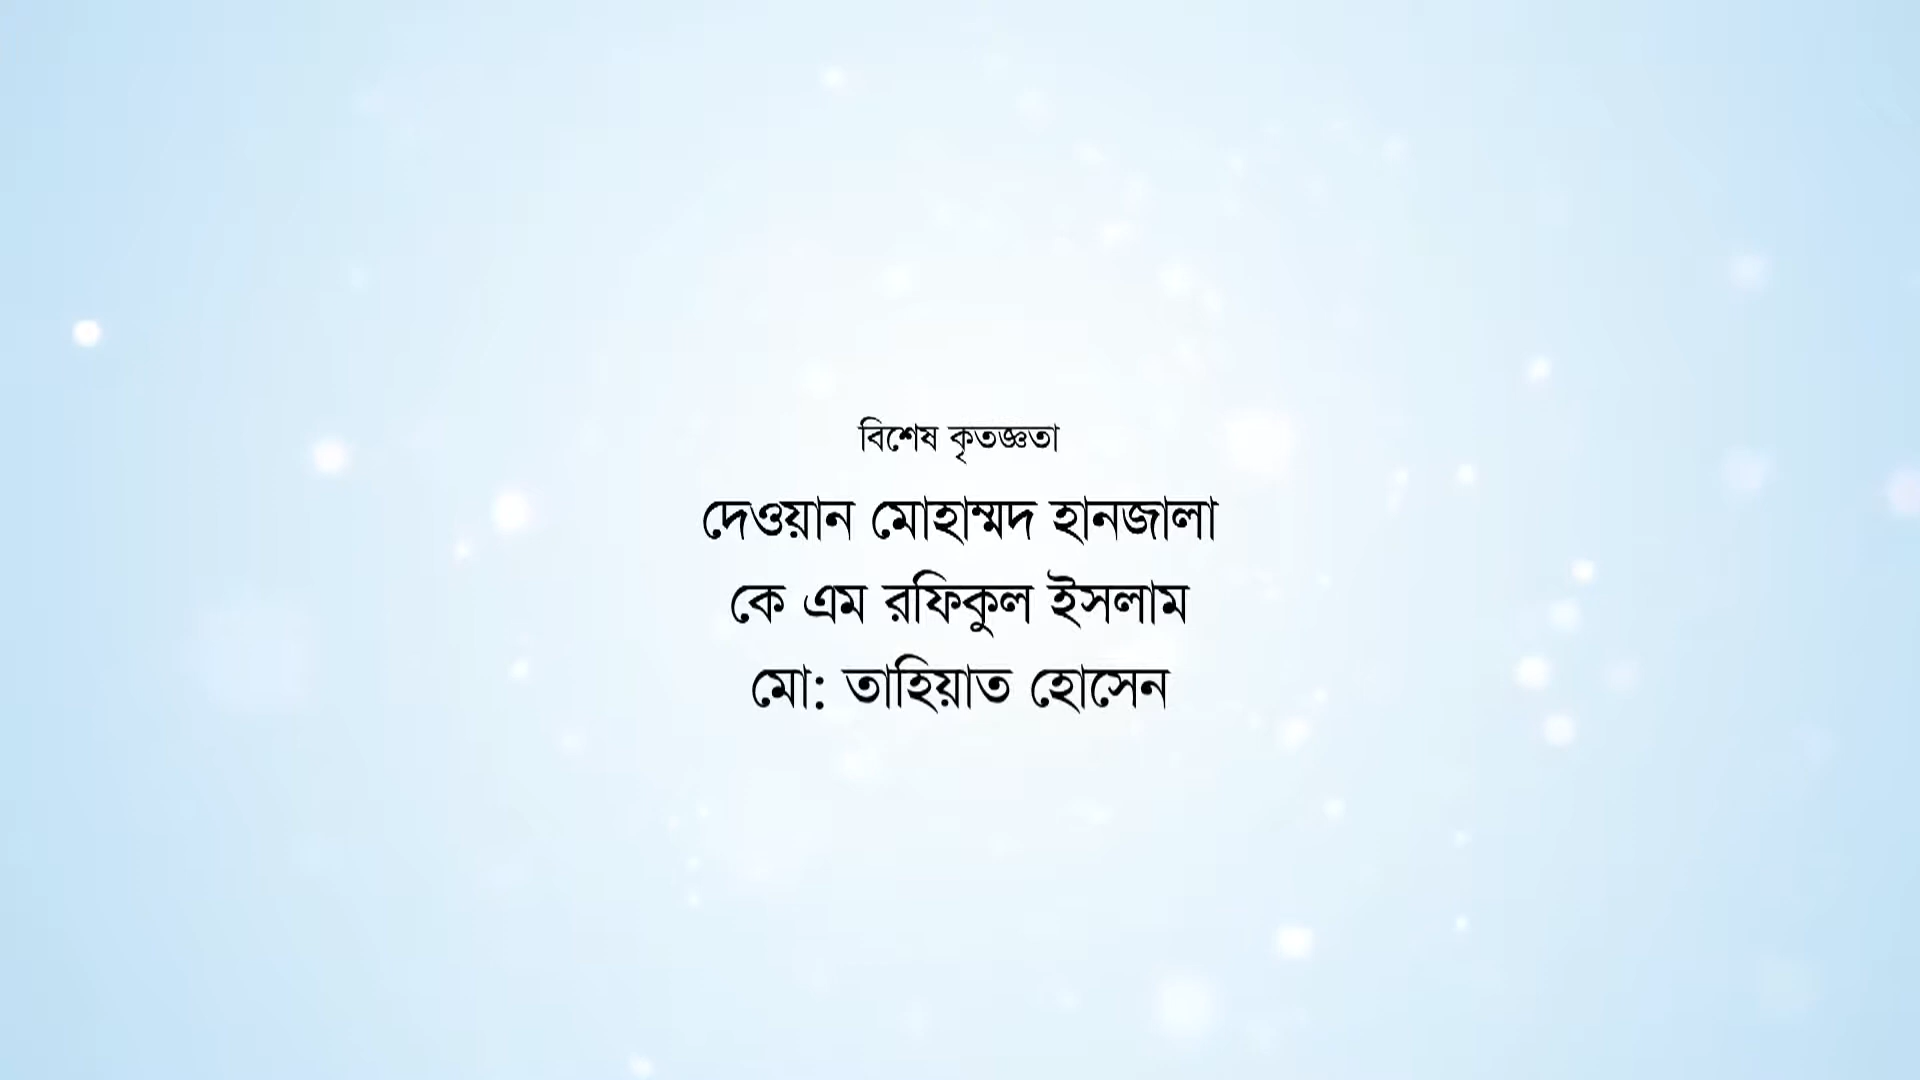 বিশেষ কৃতজ্ঞতা
দেওয়ান মোহাম্মদ হানজালা
কে এম রফিকুল ইসলাম
মো: তাহিয়াত হোসেন